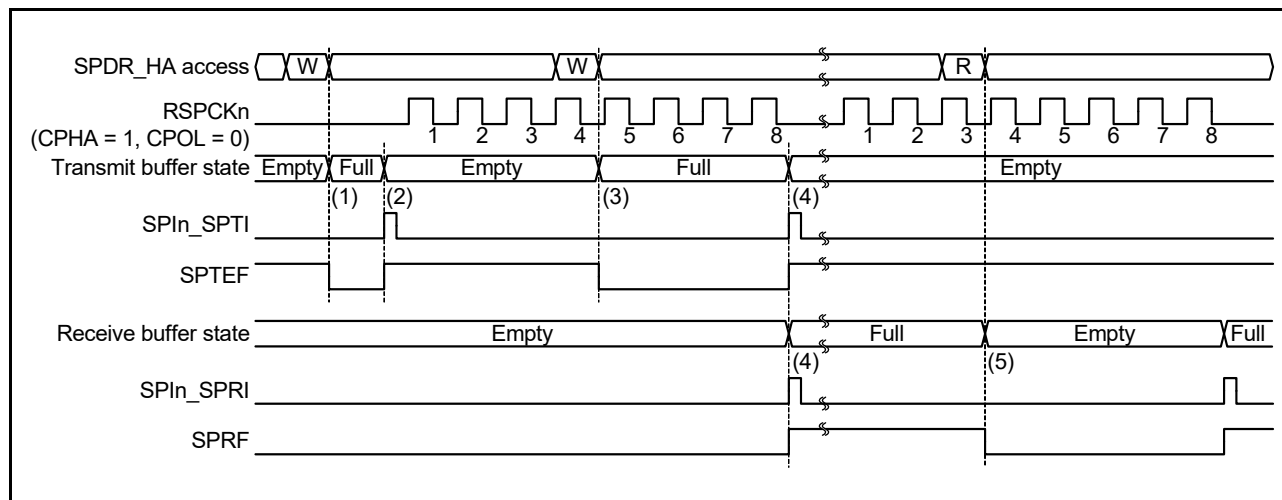 SPDR_HA access W W R
RSPCKn
(CPHA = 1, CPOL = 0) 1 2 3 4 5 6 7 8 1 2 3 4 5 6 7 8
Transmit buffer state Empty Full Empty Full Empty
(1) (2) (3) (4)
SPIn_SPTI
SPTEF
Receive buffer state Empty Full Empty Full
(4) (5)
SPIn_SPRI
SPRF